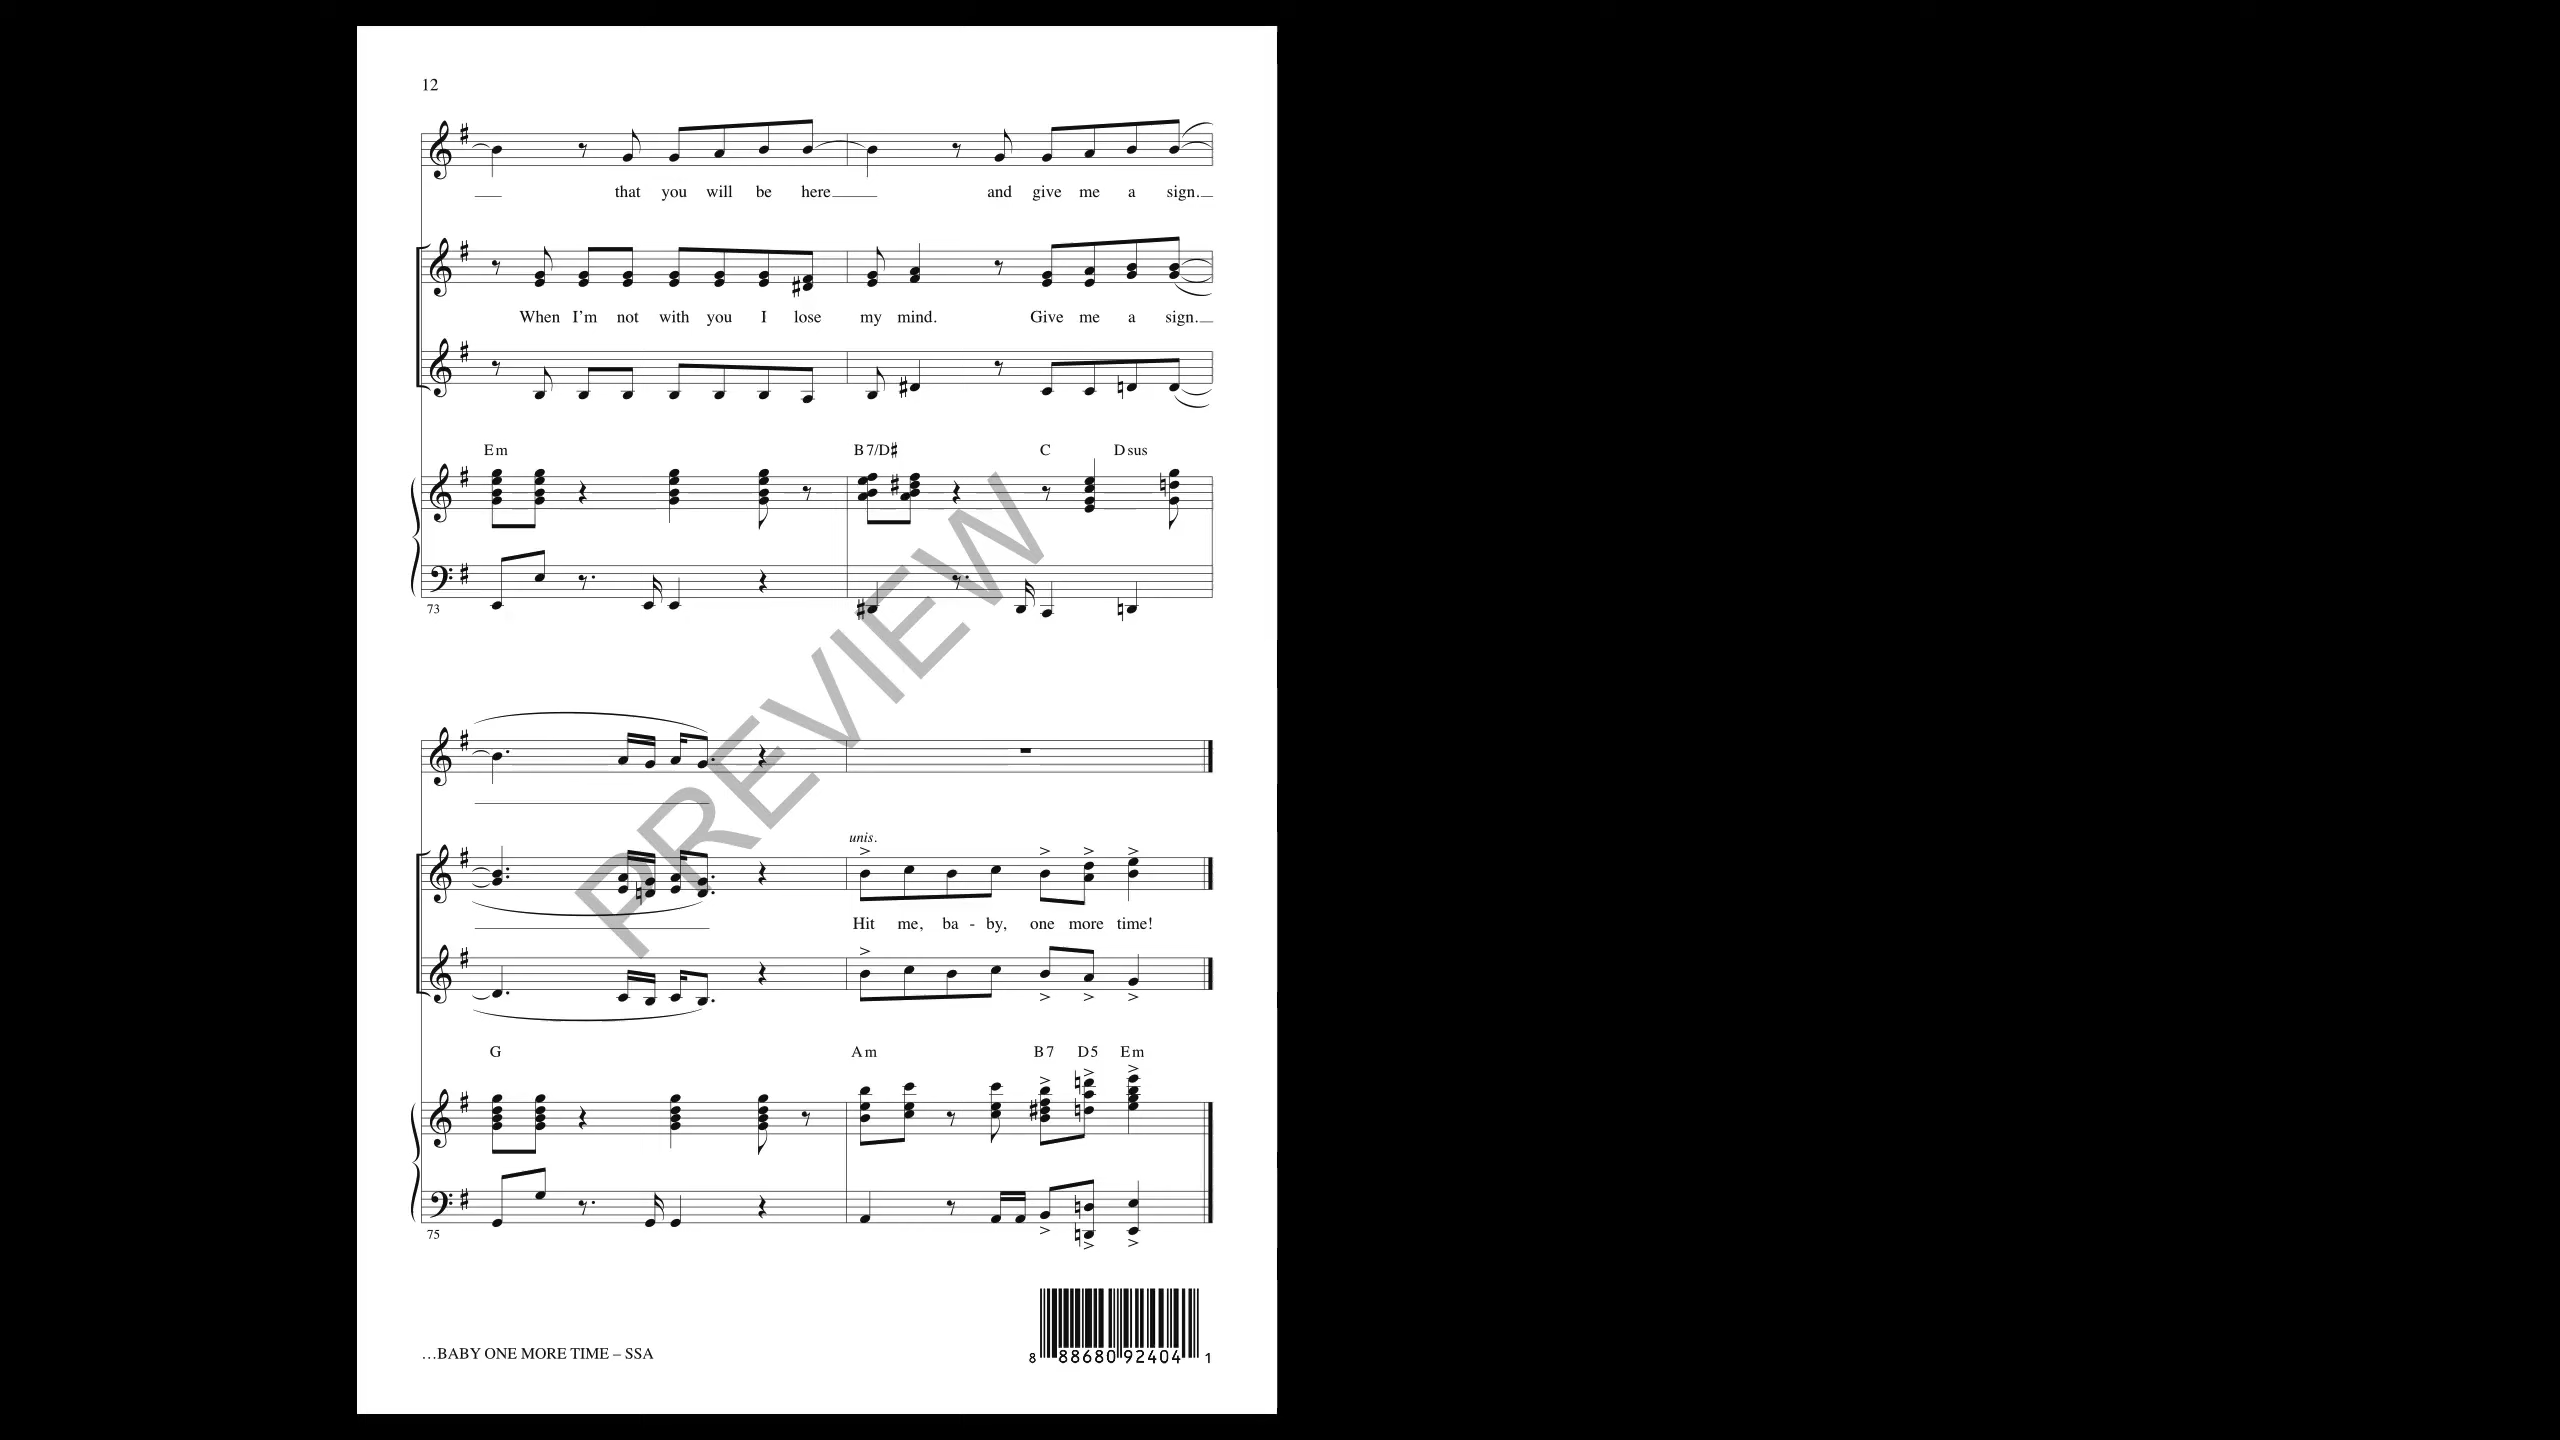 12
that you will be here and give me a sign.
When I'm not with you I lose my mind. Give me a sign.
Em B7/D♯ C Dsus
73
PREVIEW
unis.
Hit me, ba - by, one more time!
G Am B7 D5 Em
75
…BABY ONE MORE TIME – SSA
8 88680 92404 1